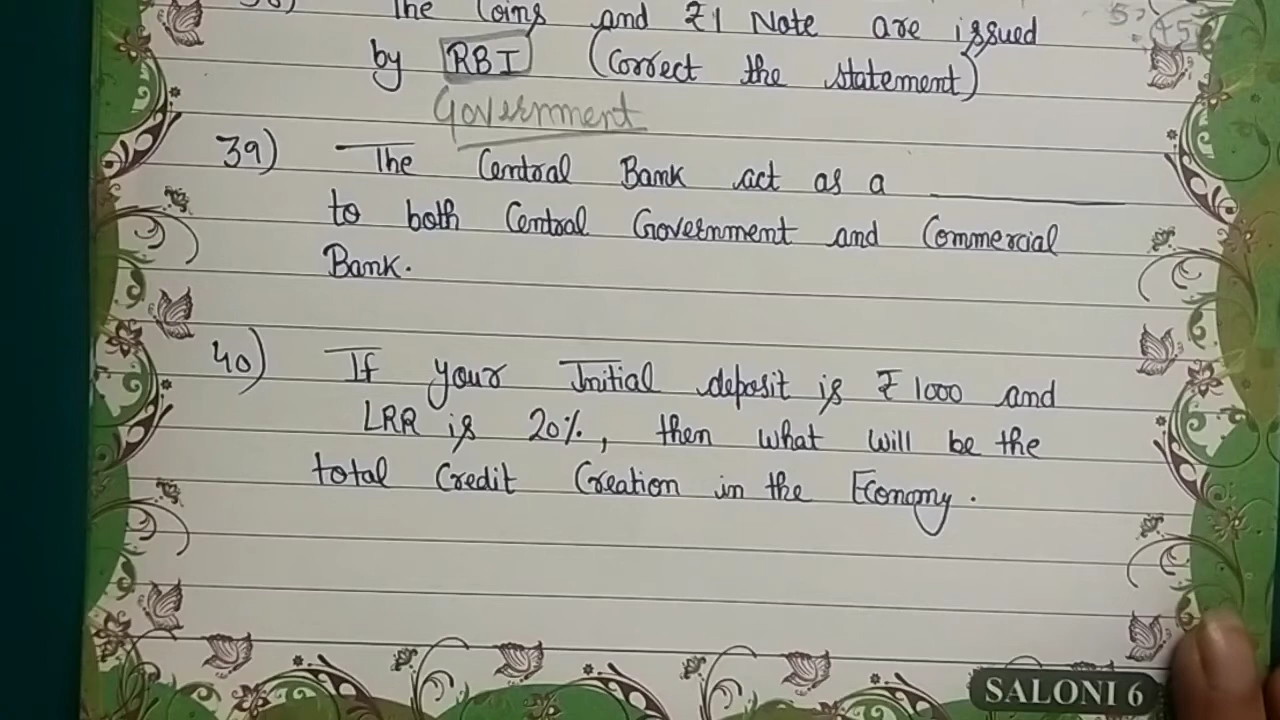 38) The Coins and ₹1 Note are issued
by RBI (Correct the statement)
Government
39) The Central Bank act as a ________
to both Central Government and Commercial
Bank.
40) If your Initial deposit is ₹ 1000 and
LRR is 20%, then what will be the
total Credit Creation in the Economy.
SALONI 6